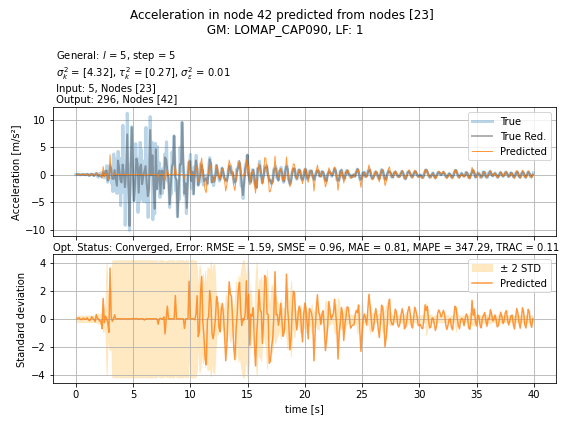 Acceleration in node 42 predicted from nodes [23]
GM: LOMAP_CAP090, LF: 1
General: l = 5, step = 5
σ²ₖ = [4.32], τ²ₖ = [0.27], σ²ε = 0.01
Input: 5, Nodes [23]
Output: 296, Nodes [42]
Acceleration [m/s²]
10
5
0
−5
−10
True
True Red.
Predicted
Opt. Status: Converged, Error: RMSE = 1.59, SMSE = 0.96, MAE = 0.81, MAPE = 347.29, TRAC = 0.11
Standard deviation
4
2
0
−2
−4
± 2 STD
Predicted
0 5 10 15 20 25 30 35 40
time [s]